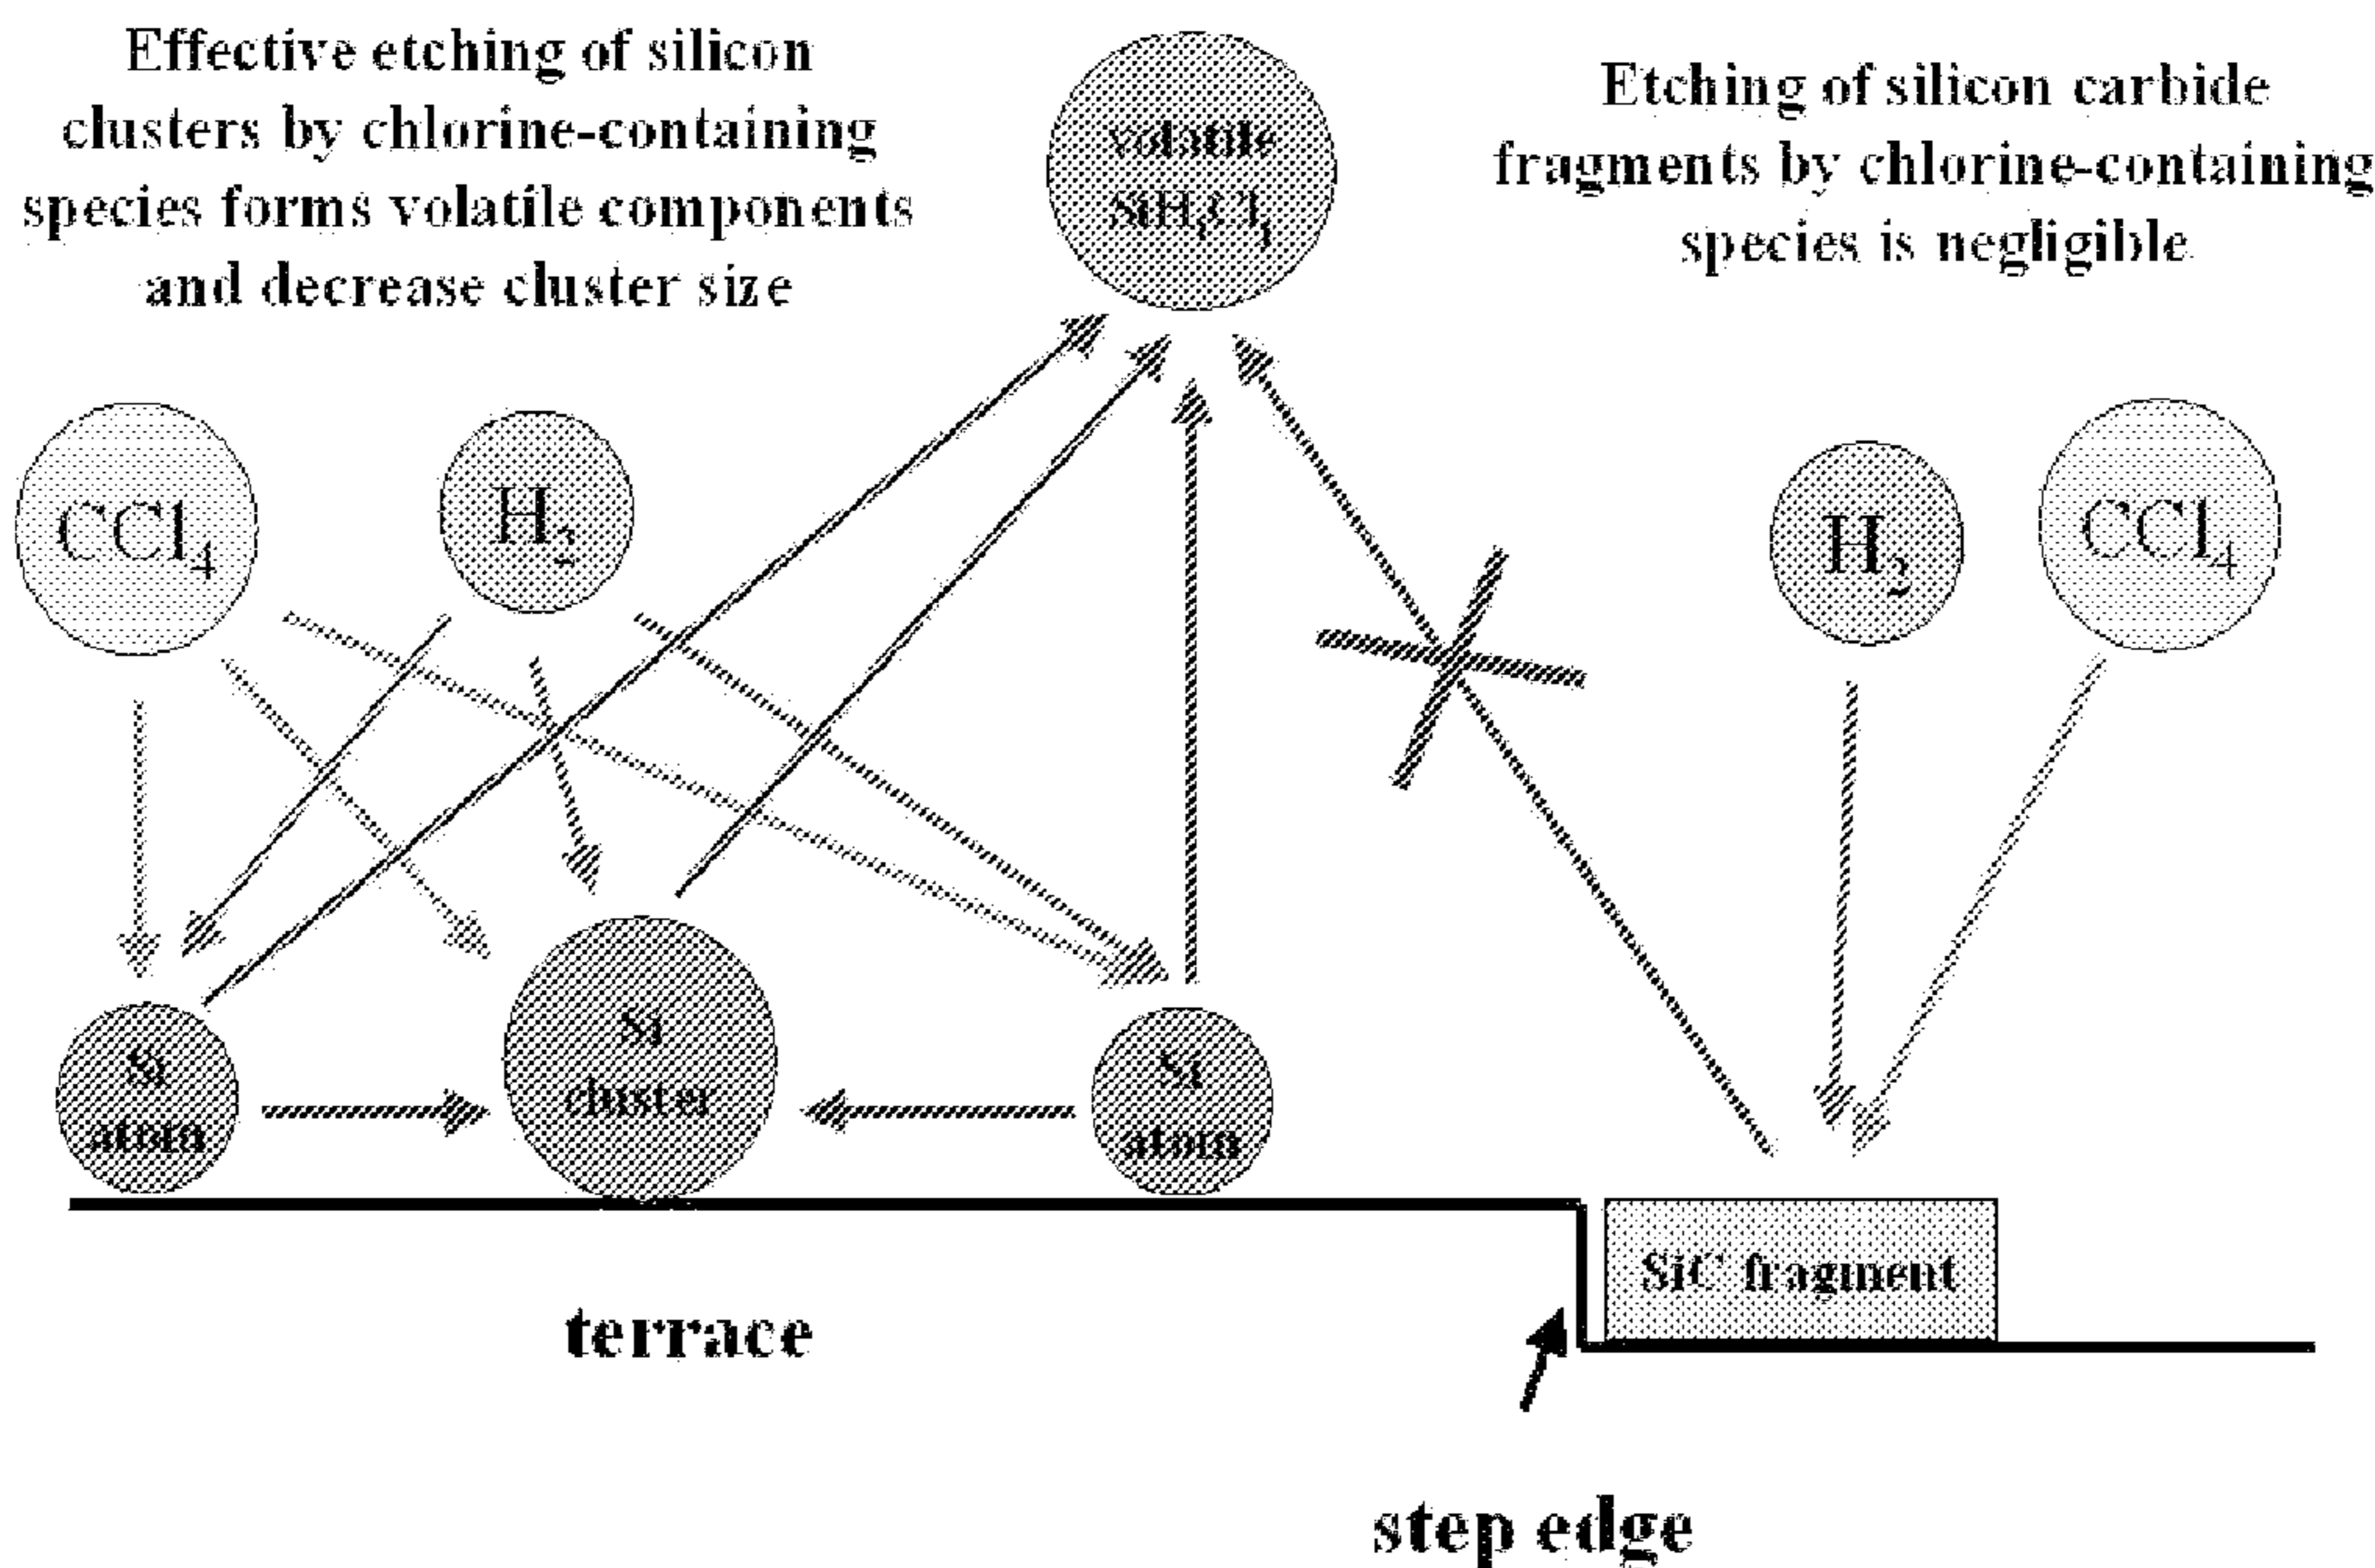 Effective etching of silicon
clusters by chlorine-containing
species forms volatile components
and decrease cluster size
volatile
Etching of silicon carbide
fragments by chlorine-containing
species is negligible
CCl₄
H₂
H₂
CCl₄
Si
atom
Si
cluster
Si
atom
SiC fragment
terrace
step edge